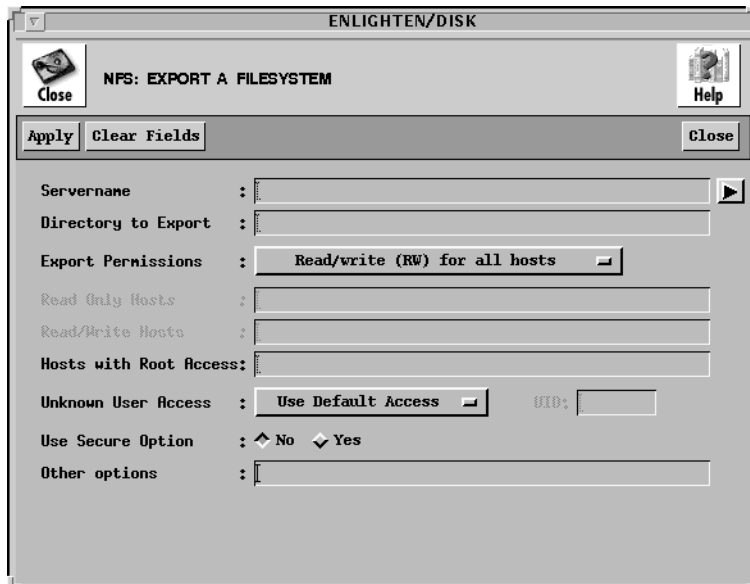 ENLIGHTEN/DISK
Close
NFS: EXPORT A FILESYSTEM
Help
Apply Clear Fields Close
Servername :
Directory to Export :
Export Permissions : Read/write (RW) for all hosts
Read Only Hosts :
Read/Write Hosts :
Hosts with Root Access:
Unknown User Access : Use Default Access UID:
Use Secure Option : No Yes
Other options :